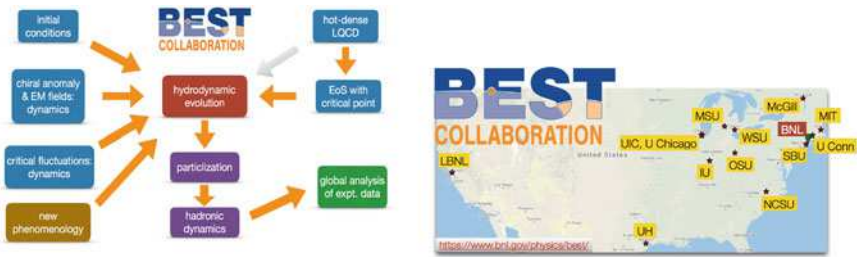 initial
conditions
BEST
COLLABORATION
hot-dense
LQCD
chiral anomaly
& EM fields:
dynamics
hydrodynamic
evolution
EoS with
critical point
critical fluctuations:
dynamics
particlization
global analysis
of expt. data
new
phenomenology
hadronic
dynamics
BEST
COLLABORATION
McGill
MSU
MIT
BNL
WSU
UIC, U Chicago
U Conn
United States
SBU
LBNL
OSU
IU
NCSU
UH
https://www.bnl.gov/physics/best/